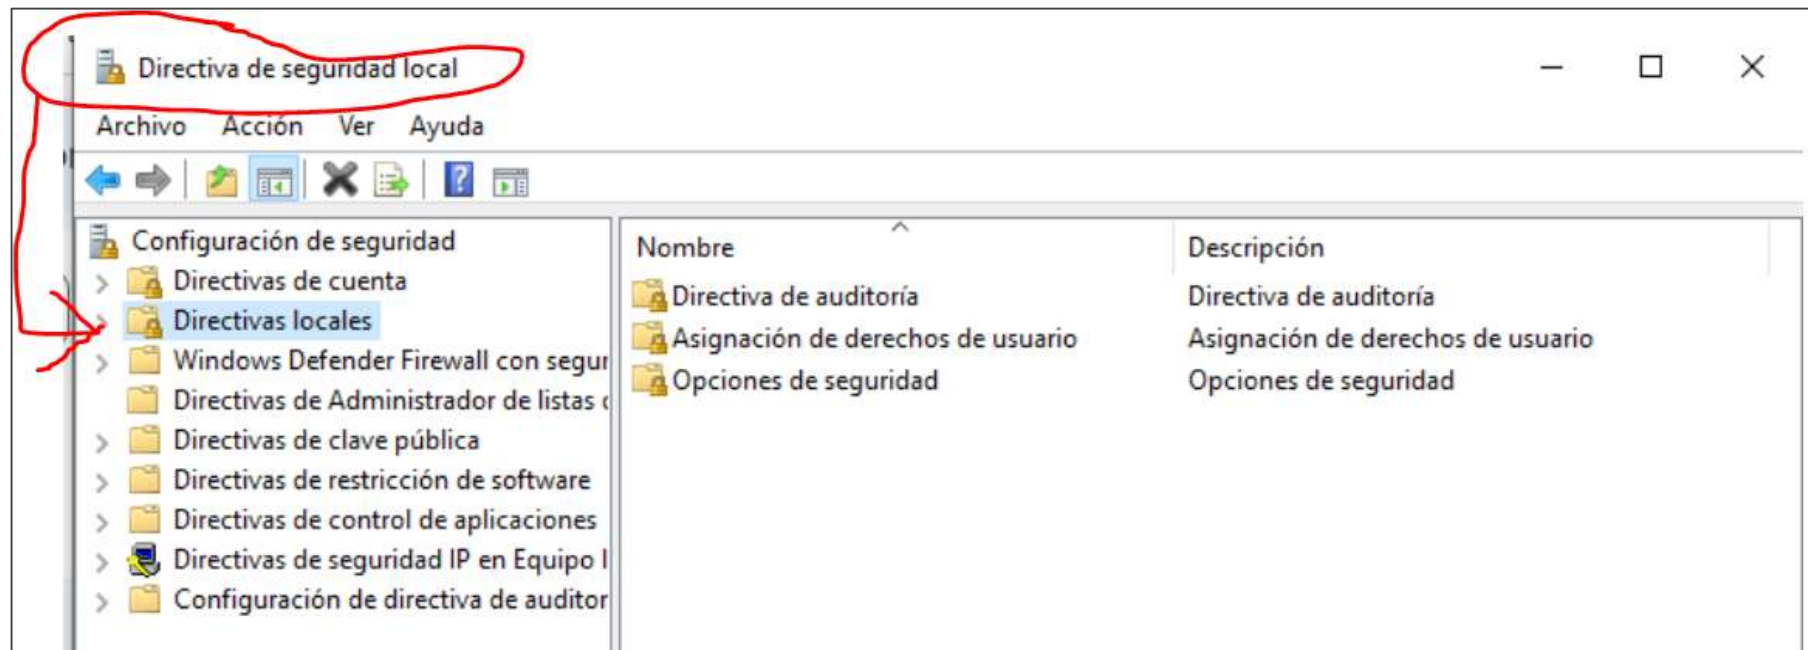 Directiva de seguridad local
Archivo Acción Ver Ayuda
Configuración de seguridad
Directivas de cuenta
Directivas locales
Windows Defender Firewall con segur
Directivas de Administrador de listas
Directivas de clave pública
Directivas de restricción de software
Directivas de control de aplicaciones
Directivas de seguridad IP en Equipo l
Configuración de directiva de auditor
Nombre Descripción
Directiva de auditoría Directiva de auditoría
Asignación de derechos de usuario Asignación de derechos de usuario
Opciones de seguridad Opciones de seguridad